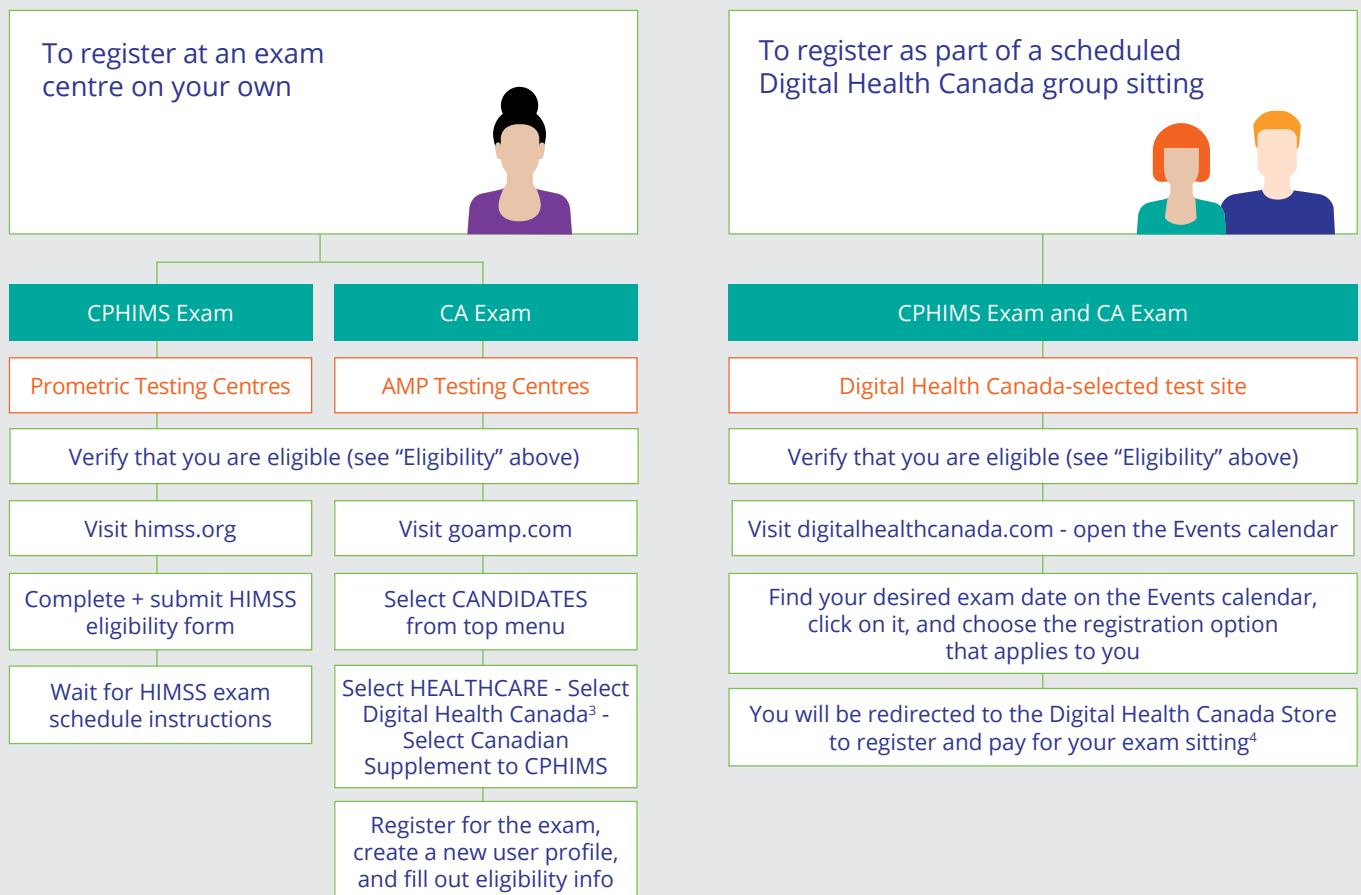 To register at an exam
centre on your own
CPHIMS Exam
CA Exam
Prometric Testing Centres
AMP Testing Centres
Verify that you are eligible (see “Eligibility” above)
Visit himss.org
Visit goamp.com
Complete + submit HIMSS
eligibility form
Select CANDIDATES
from top menu
Wait for HIMSS exam
schedule instructions
Select HEALTHCARE - Select
Digital Health Canada³ -
Select Canadian
Supplement to CPHIMS
Register for the exam,
create a new user profile,
and fill out eligibility info
To register as part of a scheduled
Digital Health Canada group sitting
CPHIMS Exam and CA Exam
Digital Health Canada-selected test site
Verify that you are eligible (see “Eligibility” above)
Visit digitalhealthcanada.com - open the Events calendar
Find your desired exam date on the Events calendar,
click on it, and choose the registration option
that applies to you
You will be redirected to the Digital Health Canada Store
to register and pay for your exam sitting⁴